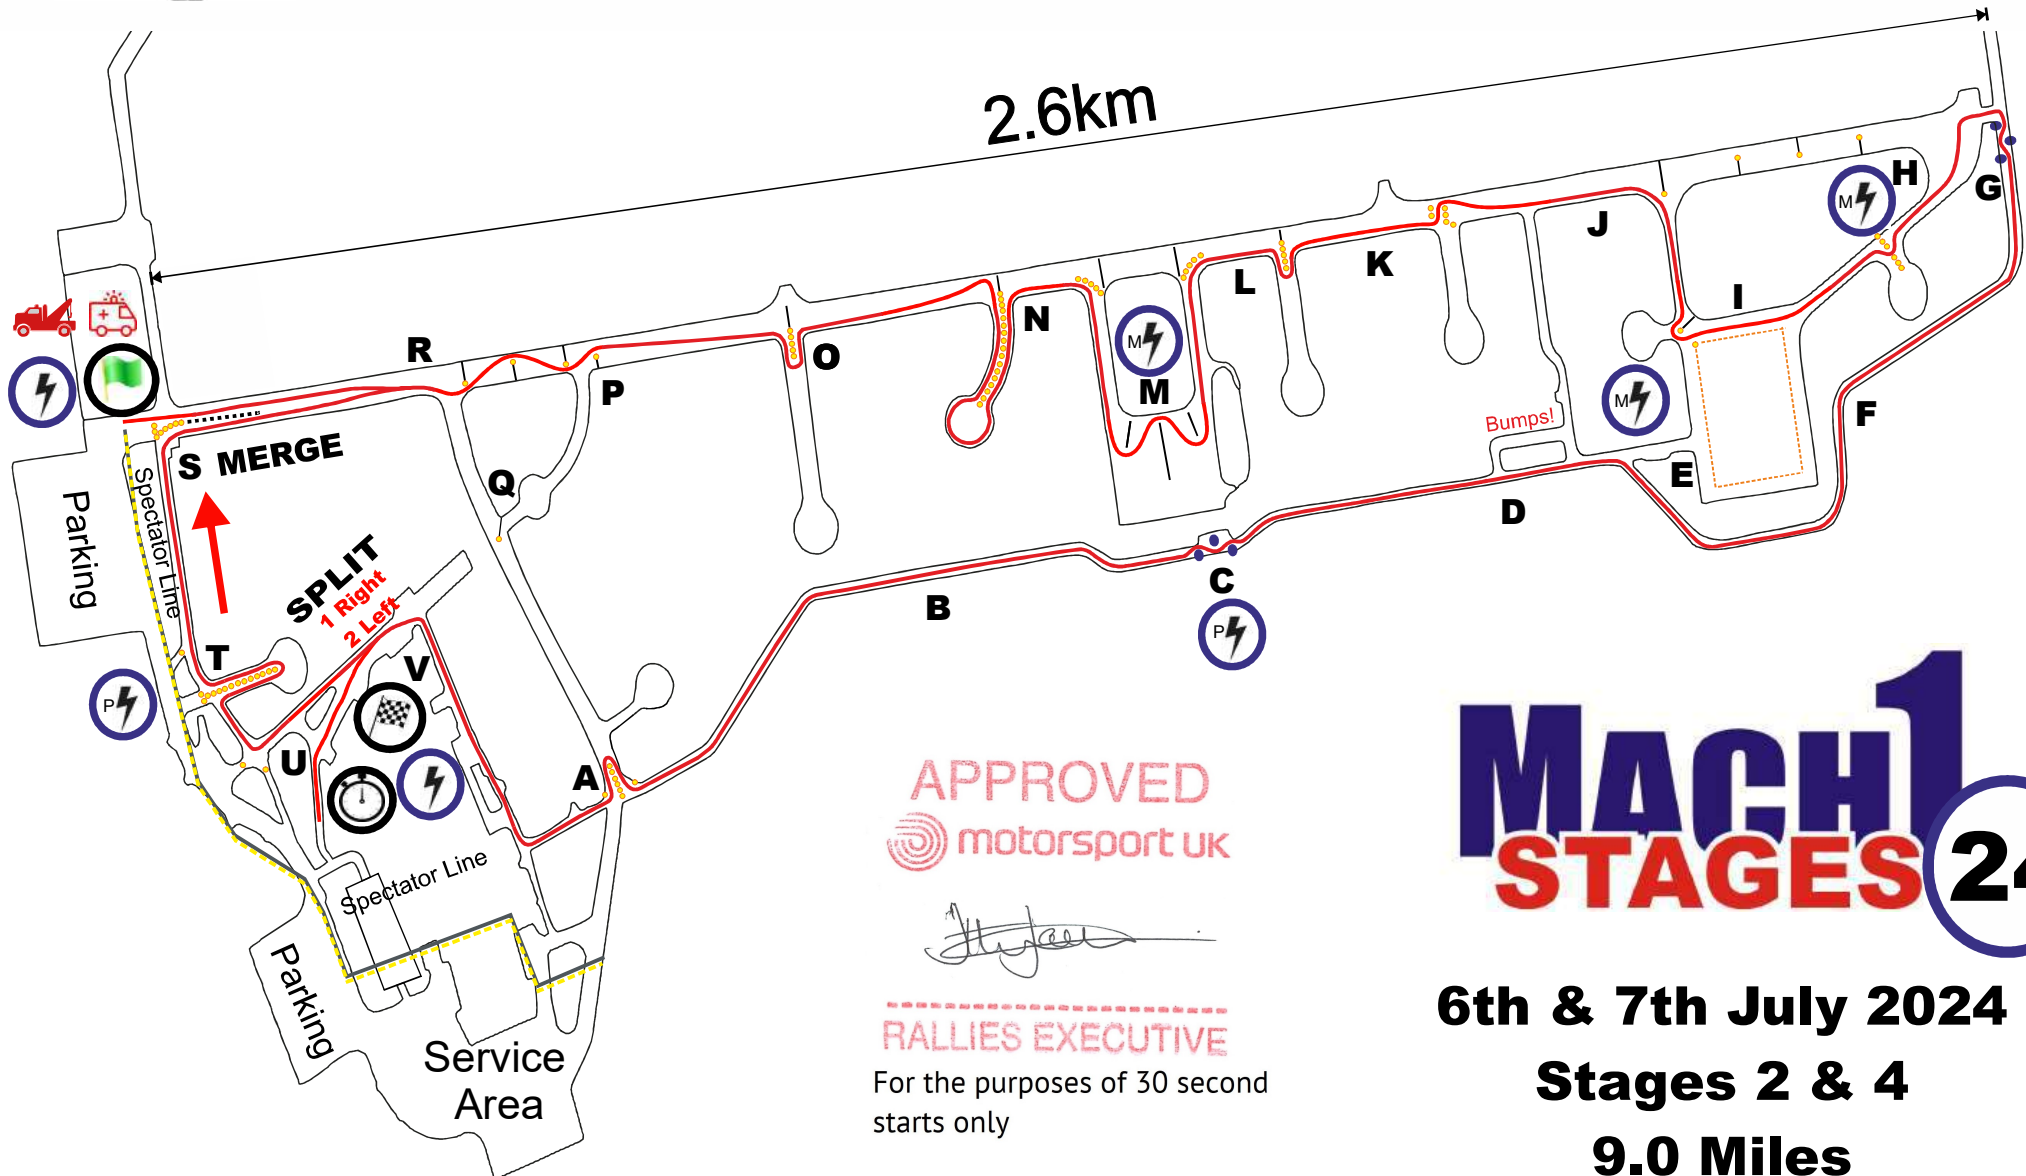 2.6km
H
G
J
K
L
I
N
M
M
R
O
M
P
M
F
Bumps!
S MERGE
E
Q
D
Spectator Line
Parking
SPLIT
1 Right
2 Left
C
B
P
T
V
P
U
A
APPROVED
motorsport UK
MACH 1
STAGES
Spectator Line
Parking
RALLIES EXECUTIVE
For the purposes of 30 second
starts only
Service
Area
6th & 7th July 2024
Stages 2 & 4
9.0 Miles